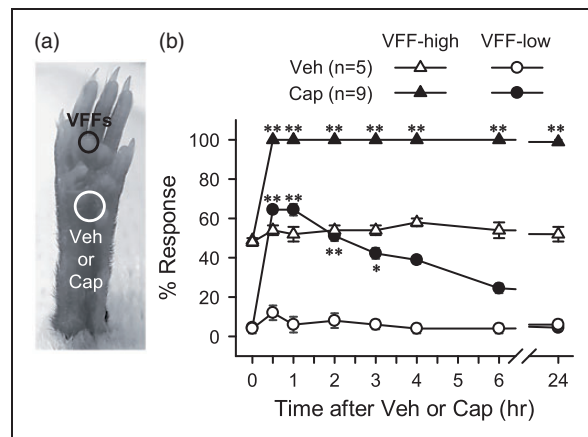 (a)
VFFs
Veh
or
Cap
(b)
VFF-high VFF-low
Veh (n=5)
Cap (n=9)
% Response
100
80
60
40
20
0
** ** ** ** ** ** **
** **
**
*
0 1 2 3 4 5 6 24
Time after Veh or Cap (hr)